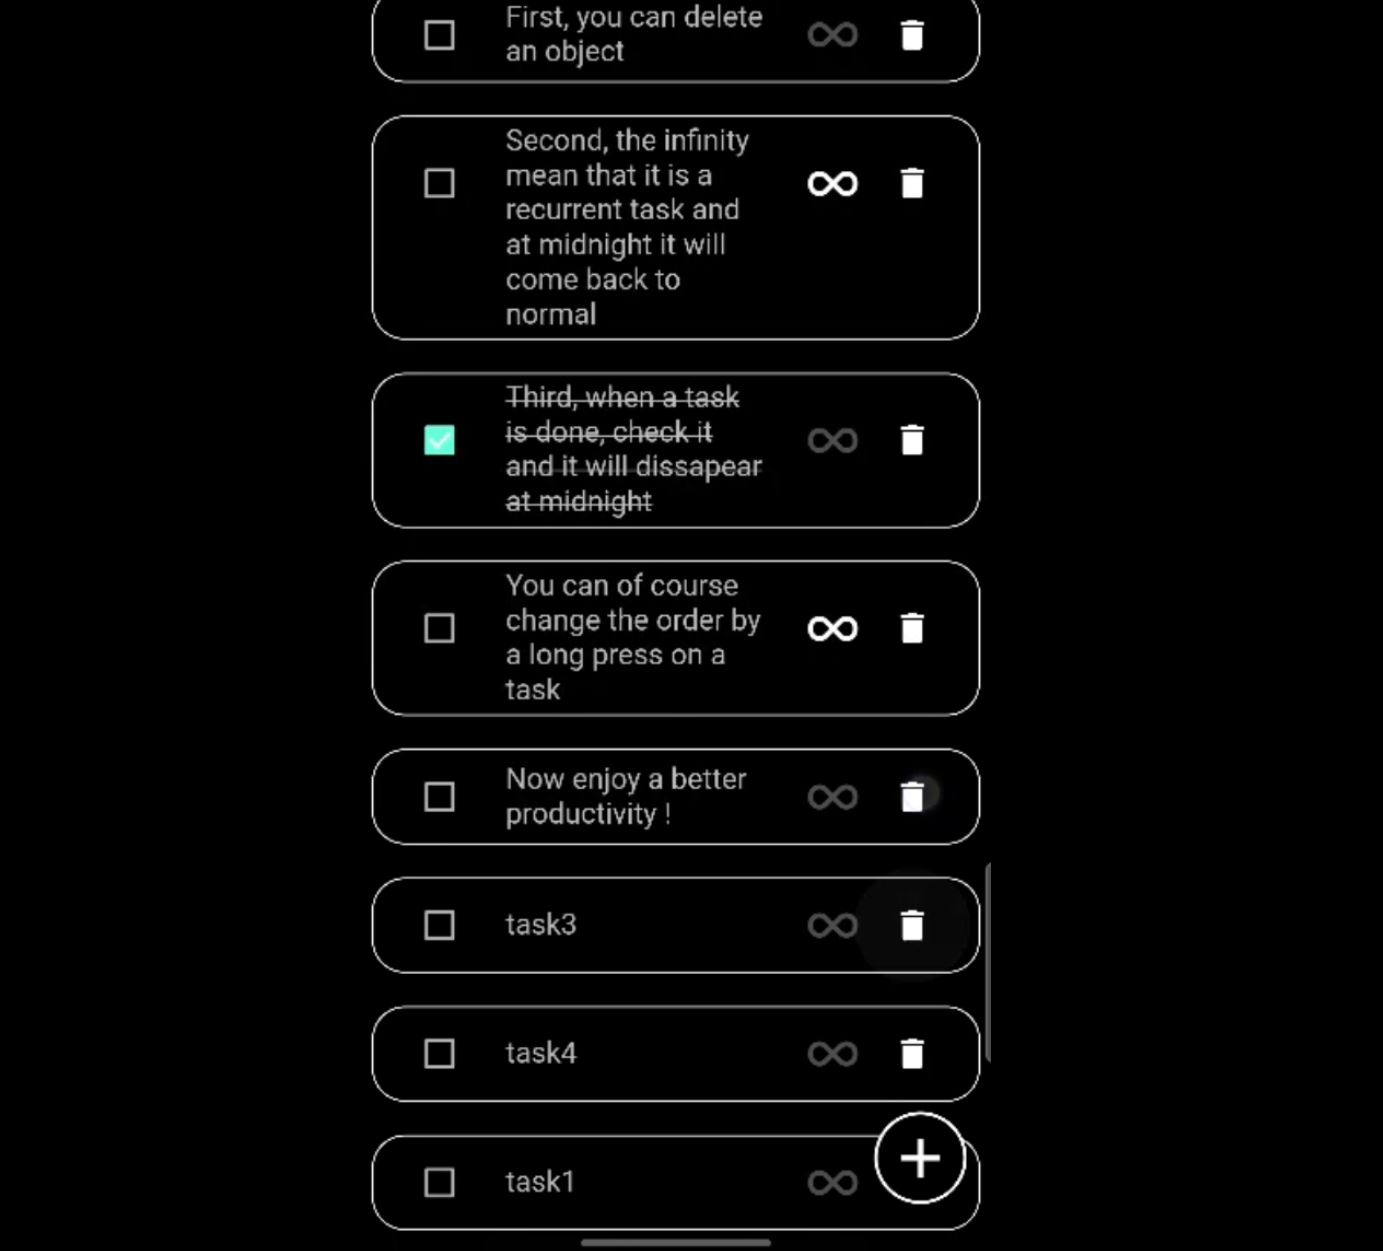 First, you can delete
an object
Second, the infinity
mean that it is a
recurrent task and
at midnight it will
come back to
normal
Third, when a task
is done, check it
and it will dissapear
at midnight
You can of course
change the order by
a long press on a
task
Now enjoy a better
productivity !
task3
task4
task1